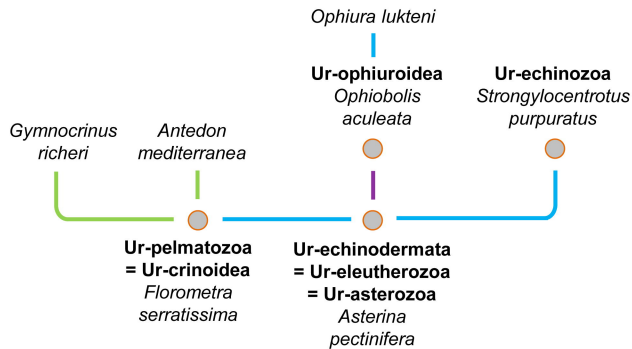 Ophiura lukteni
Ur-ophiuroidea
Ophiobolis
aculeata
Ur-echinozoa
Strongylocentrotus
purpuratus
Gymnocrinus
richeri
Antedon
mediterranea
Ur-pelmatozoa
= Ur-crinoidea
Florometra
serratissima
Ur-echinodermata
= Ur-eleutherozoa
= Ur-asterozoa
Asterina
pectinifera